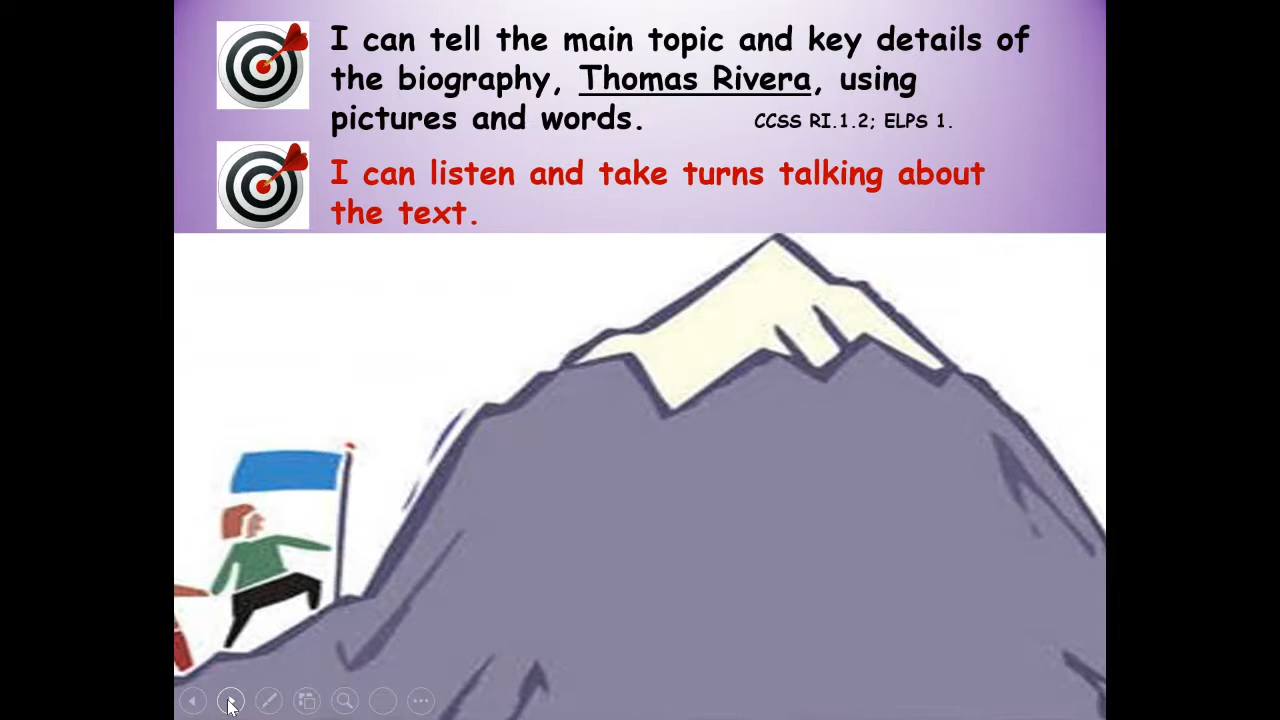 I can tell the main topic and key details of
the biography, Thomas Rivera, using
pictures and words. CCSS RI.1.2; ELPS 1.
I can listen and take turns talking about
the text.